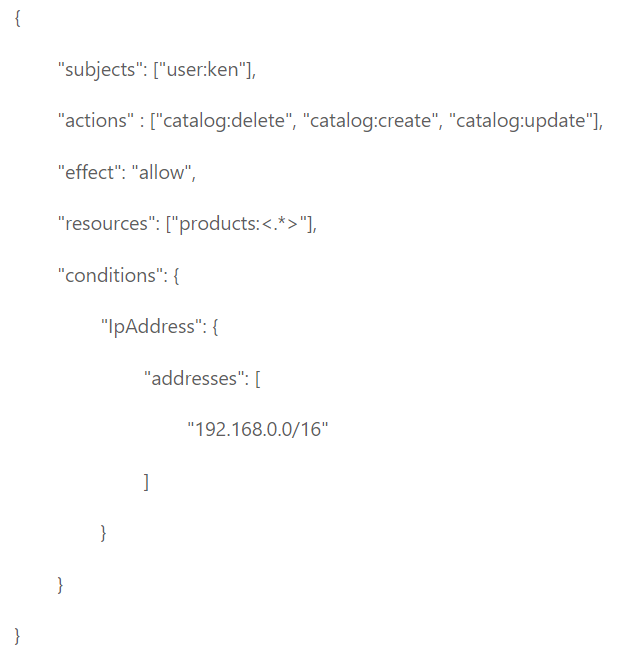 {
"subjects": ["user:ken"],
"actions" : ["catalog:delete", "catalog:create", "catalog:update"],
"effect": "allow",
"resources": ["products:<.*>"],
"conditions": {
"IpAddress": {
"addresses": [
"192.168.0.0/16"
]
}
}
}